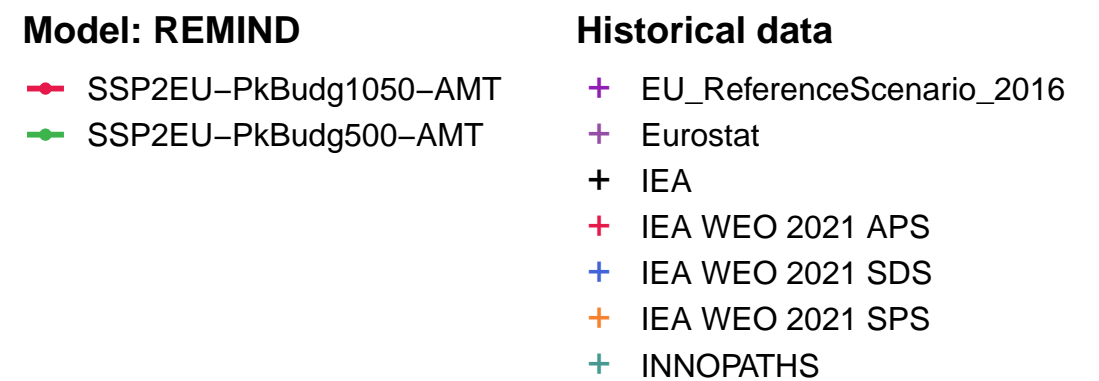 Model: REMIND
SSP2EU−PkBudg1050−AMT
SSP2EU−PkBudg500−AMT
Historical data
EU_ReferenceScenario_2016
Eurostat
IEA
IEA WEO 2021 APS
IEA WEO 2021 SDS
IEA WEO 2021 SPS
INNOPATHS